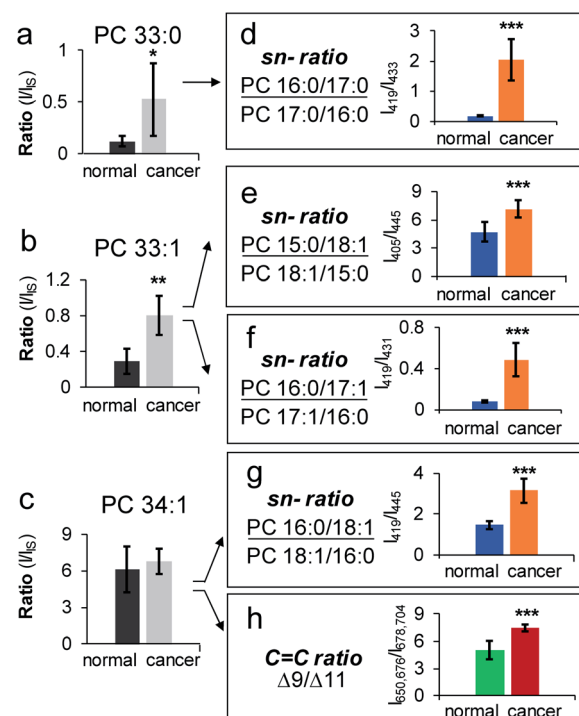 a
PC 33:0
Ratio (I/I_IS)
1
0.5
0
*
normal cancer
d
sn- ratio
PC 16:0/17:0
PC 17:0/16:0
I419/I433
3
2
1
0
***
normal cancer
b
PC 33:1
Ratio (I/I_IS)
1.2
0.8
0.4
0
**
normal cancer
e
sn- ratio
PC 15:0/18:1
PC 18:1/15:0
I405/I445
9
6
3
0
***
normal cancer
f
sn- ratio
PC 16:0/17:1
PC 17:1/16:0
I419/I431
0.8
0.4
0
***
normal cancer
c
PC 34:1
Ratio (I/I_IS)
9
6
3
0
normal cancer
g
sn- ratio
PC 16:0/18:1
PC 18:1/16:0
I419/I445
4
2
0
***
normal cancer
h
C=C ratio
Δ9/Δ11
I650,676/I678,704
9
6
3
0
***
normal cancer